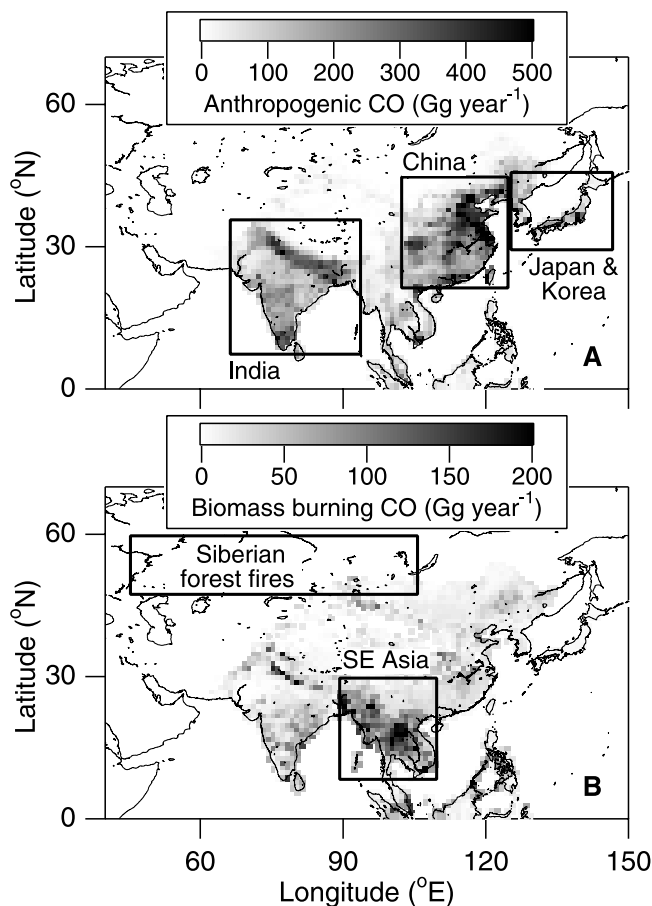 0 100 200 300 400 500
Anthropogenic CO (Gg year⁻¹)
60
China
Latitude (°N)
30
Japan &
Korea
India
A
0
0 50 100 150 200
Biomass burning CO (Gg year⁻¹)
60
Siberian
forest fires
Latitude (°N)
30
SE Asia
B
0
60 90 120 150
Longitude (°E)